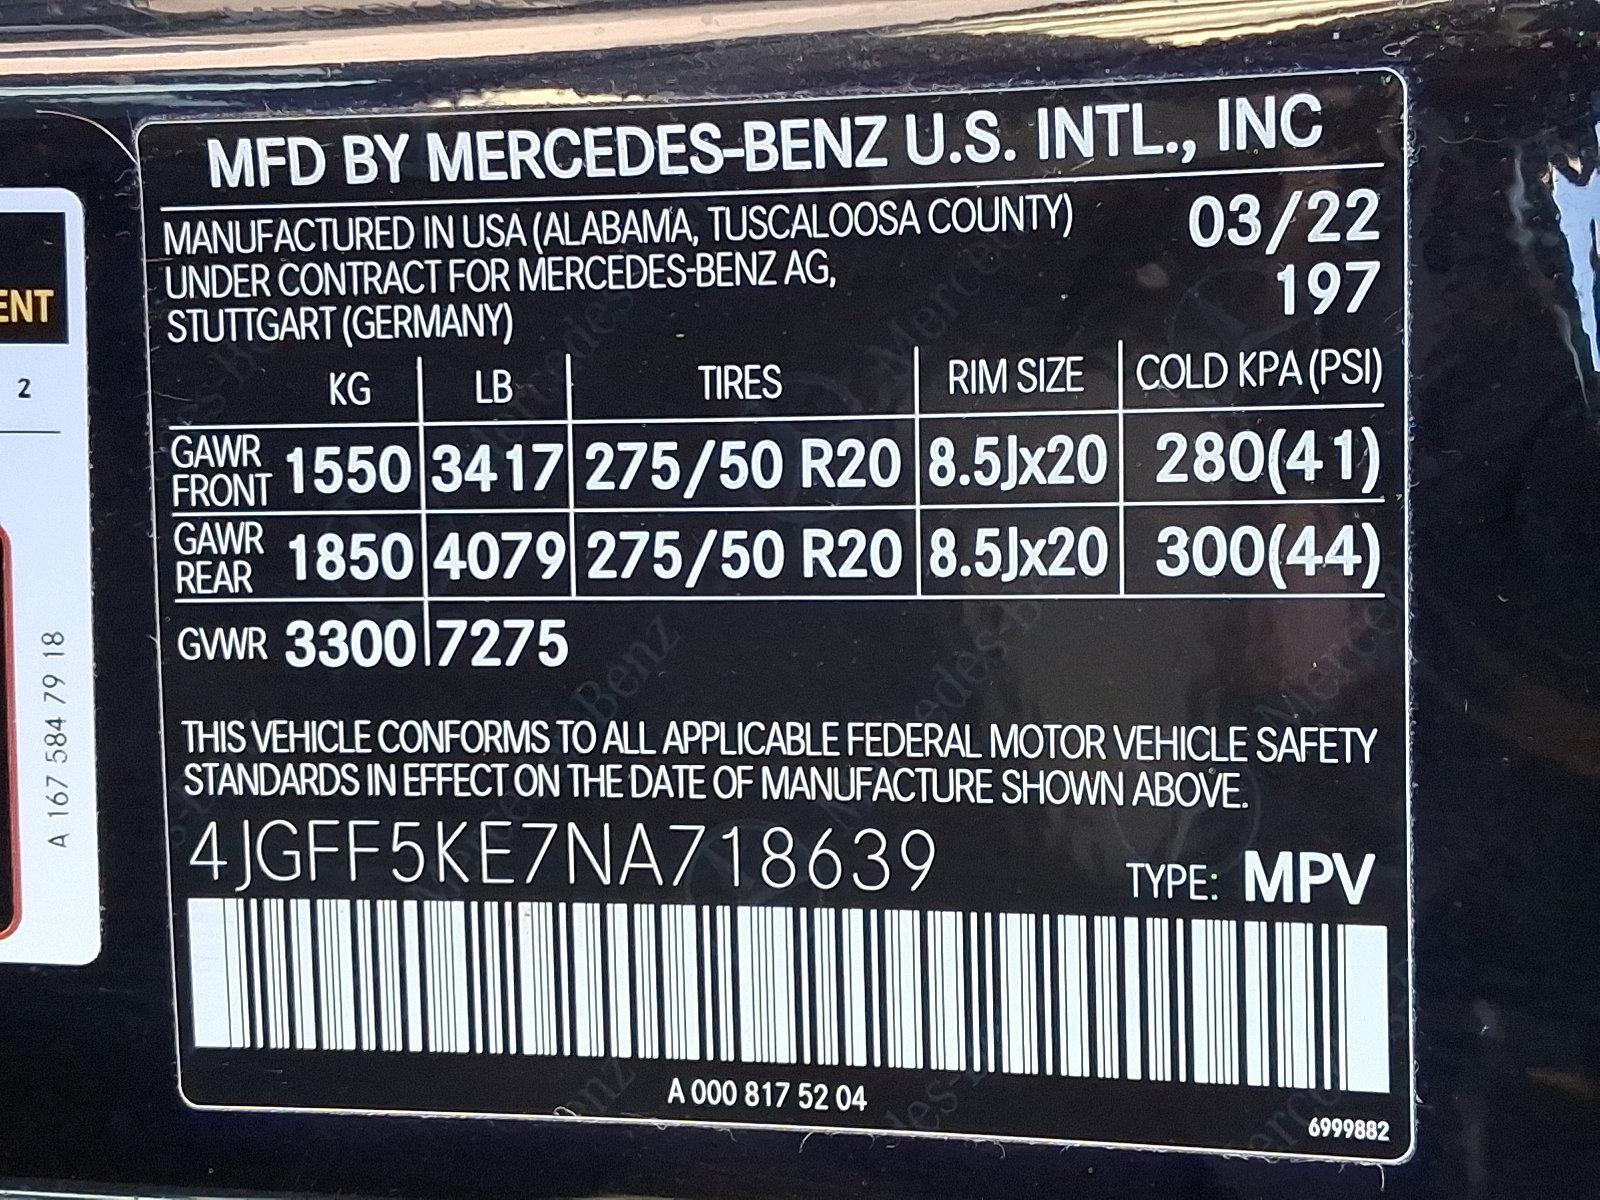 MFD BY MERCEDES-BENZ U.S. INTL., INC
MANUFACTURED IN USA (ALABAMA, TUSCALOOSA COUNTY) 03/22
UNDER CONTRACT FOR MERCEDES-BENZ AG, 197
STUTTGART (GERMANY)
KG LB TIRES RIM SIZE COLD KPA (PSI)
GAWR FRONT 1550 3417 275/50 R20 8.5Jx20 280(41)
GAWR REAR 1850 4079 275/50 R20 8.5Jx20 300(44)
GVWR 3300 7275
THIS VEHICLE CONFORMS TO ALL APPLICABLE FEDERAL MOTOR VEHICLE SAFETY
STANDARDS IN EFFECT ON THE DATE OF MANUFACTURE SHOWN ABOVE.
4JGFF5KE7NA718639 TYPE: MPV
A 000 817 52 04
6999882
ENT
2
A 167 584 79 18